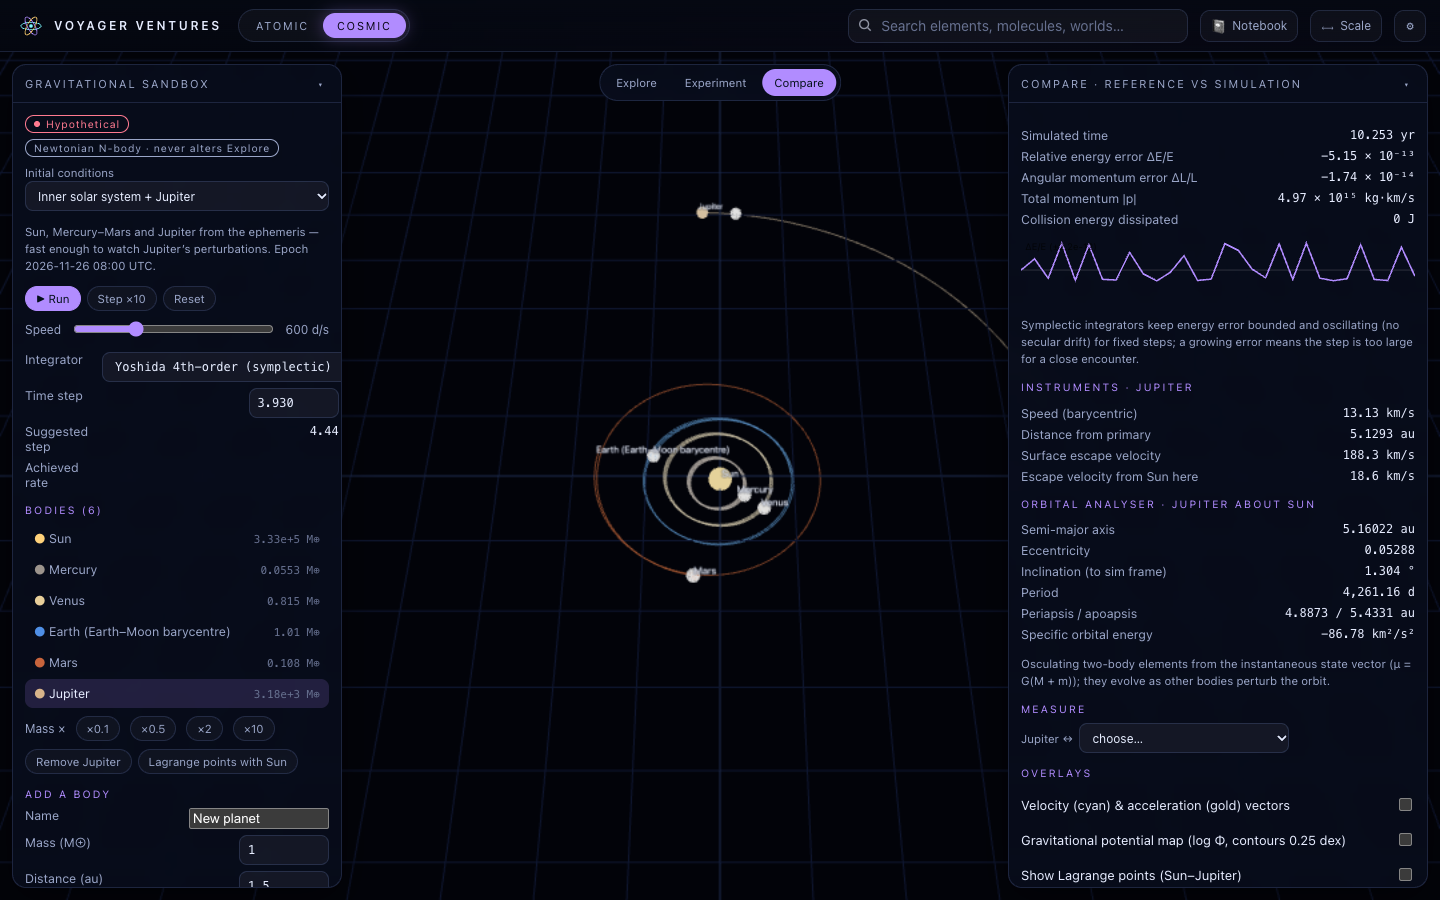 VOYAGER VENTURES
ATOMIC
COSMIC
Search elements, molecules, worlds…
Notebook
Scale
GRAVITATIONAL SANDBOX
Hypothetical
Newtonian N-body · never alters Explore
Initial conditions
Inner solar system + Jupiter
Sun, Mercury–Mars and Jupiter from the ephemeris —
fast enough to watch Jupiter's perturbations. Epoch
2026-11-26 08:00 UTC.
▶ Run
Step ×10
Reset
Speed
600 d/s
Integrator
Yoshida 4th-order (symplectic)
Time step
3.930
Suggested
step
4.44
Achieved
rate
BODIES (6)
Sun 3.33e+5 M⊕
Mercury 0.0553 M⊕
Venus 0.815 M⊕
Earth (Earth–Moon barycentre) 1.01 M⊕
Mars 0.108 M⊕
Jupiter 3.18e+3 M⊕
Mass × ×0.1 ×0.5 ×2 ×10
Remove Jupiter
Lagrange points with Sun
ADD A BODY
Name
New planet
Mass (M⊕)
1
Distance (au)
1.5
Explore
Experiment
Compare
Jupiter
Earth (Earth–Moon barycentre)
Sun
Mercury
Venus
Mars
COMPARE · REFERENCE VS SIMULATION
Simulated time 10.253 yr
Relative energy error ΔE/E −5.15 × 10⁻¹³
Angular momentum error ΔL/L −1.74 × 10⁻¹⁴
Total momentum |p| 4.97 × 10¹⁵ kg·km/s
Collision energy dissipated 0 J
Symplectic integrators keep energy error bounded and oscillating (no
secular drift) for fixed steps; a growing error means the step is too large
for a close encounter.
INSTRUMENTS · JUPITER
Speed (barycentric) 13.13 km/s
Distance from primary 5.1293 au
Surface escape velocity 188.3 km/s
Escape velocity from Sun here 18.6 km/s
ORBITAL ANALYSER · JUPITER ABOUT SUN
Semi-major axis 5.16022 au
Eccentricity 0.05288
Inclination (to sim frame) 1.304 °
Period 4,261.16 d
Periapsis / apoapsis 4.8873 / 5.4331 au
Specific orbital energy −86.78 km²/s²
Osculating two-body elements from the instantaneous state vector (μ =
G(M + m)); they evolve as other bodies perturb the orbit.
MEASURE
Jupiter ↔ choose…
OVERLAYS
Velocity (cyan) & acceleration (gold) vectors
Gravitational potential map (log Φ, contours 0.25 dex)
Show Lagrange points (Sun–Jupiter)